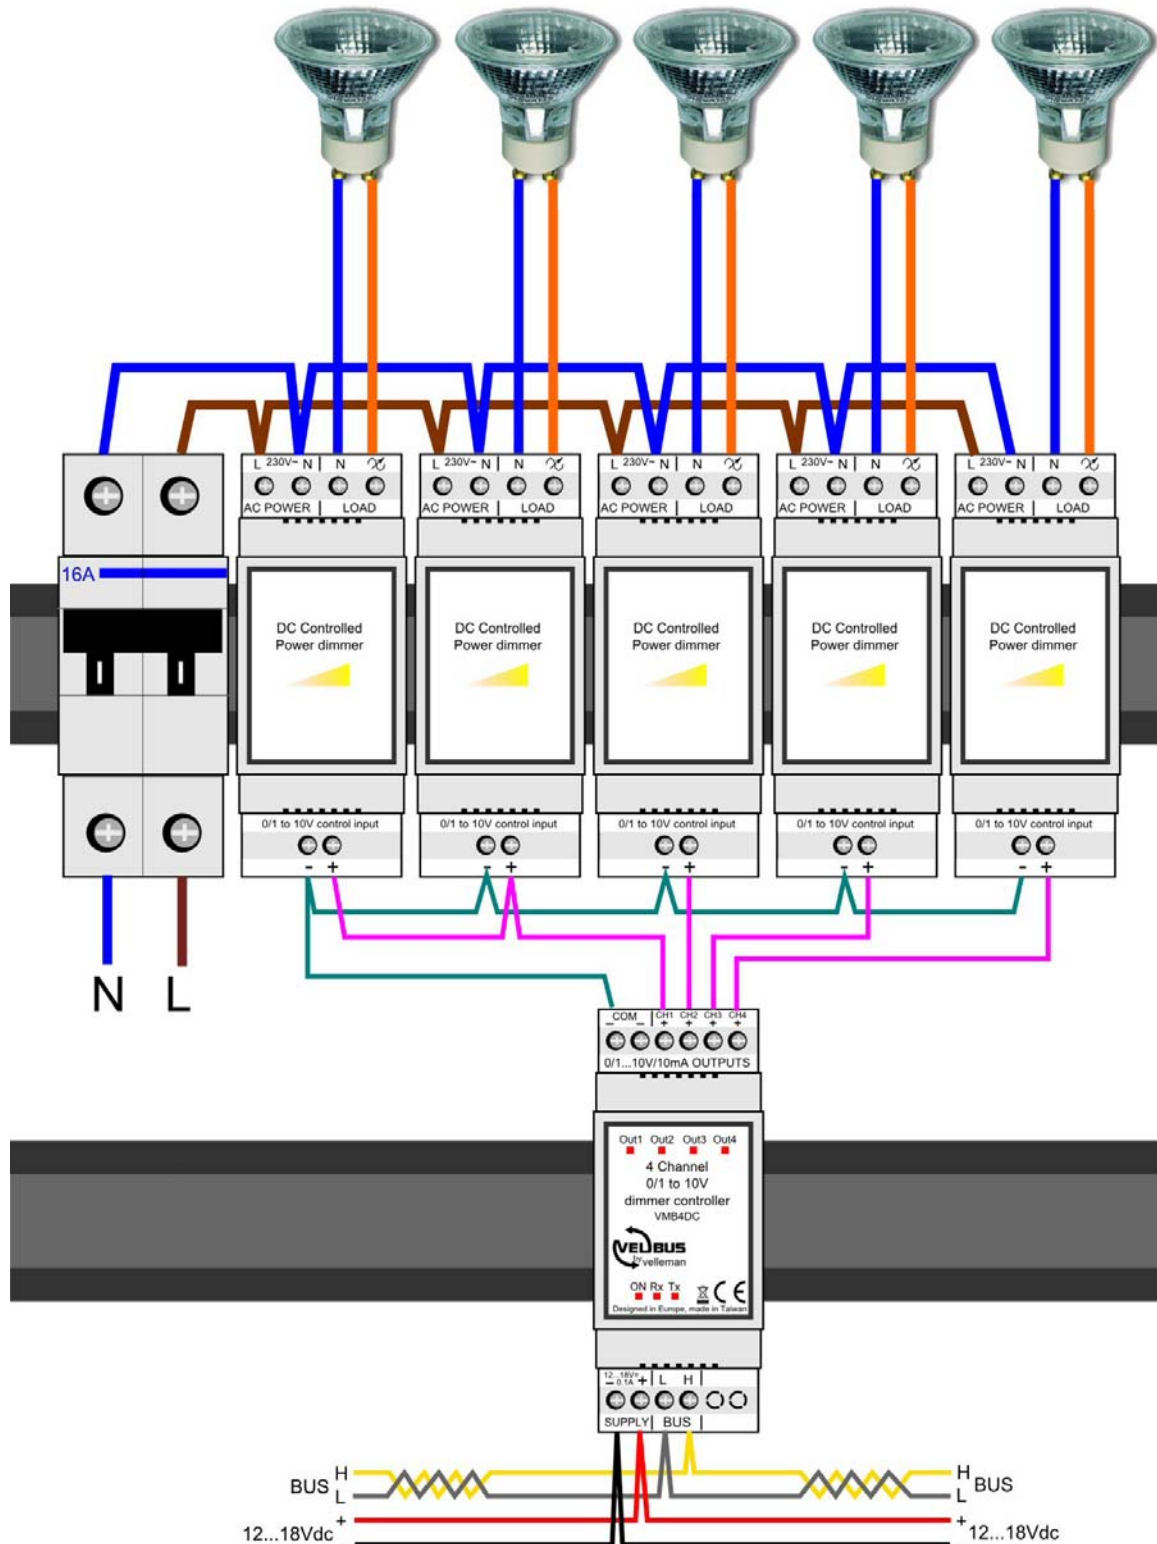 L 230V~ N N
L 230V~ N N
L 230V~ N N
L 230V~ N N
L 230V~ N N
AC POWER LOAD
AC POWER LOAD
AC POWER LOAD
AC POWER LOAD
AC POWER LOAD
16A
DC Controlled
Power dimmer
DC Controlled
Power dimmer
DC Controlled
Power dimmer
DC Controlled
Power dimmer
DC Controlled
Power dimmer
0/1 to 10V control input
0/1 to 10V control input
0/1 to 10V control input
0/1 to 10V control input
0/1 to 10V control input
- +
- +
- +
- +
- +
N L
COM CH1 CH2 CH3 CH4
- - + + + +
0/1...10V/10mA OUTPUTS
Out1 Out2 Out3 Out4
4 Channel
0/1 to 10V
dimmer controller
VMB4DC
VELBUS
by velleman
ON Rx Tx CE
Designed in Europe, made in Taiwan
12...18V=
- 0.1A + L H
SUPPLY BUS
BUS H
L
+
12...18Vdc
H BUS
L
+
12...18Vdc